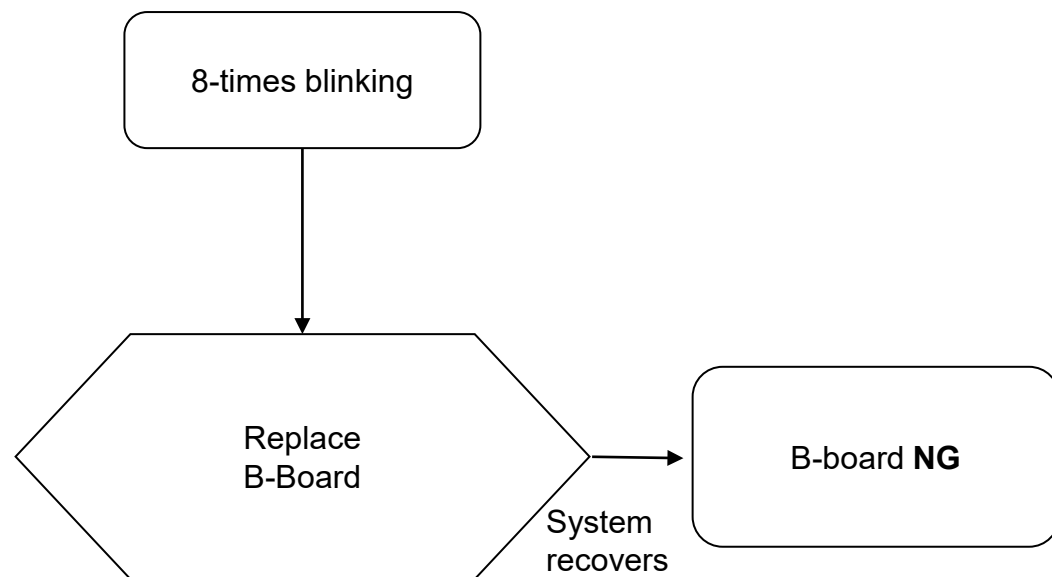 8-times blinking
Replace
B-Board
B-board NG
System
recovers